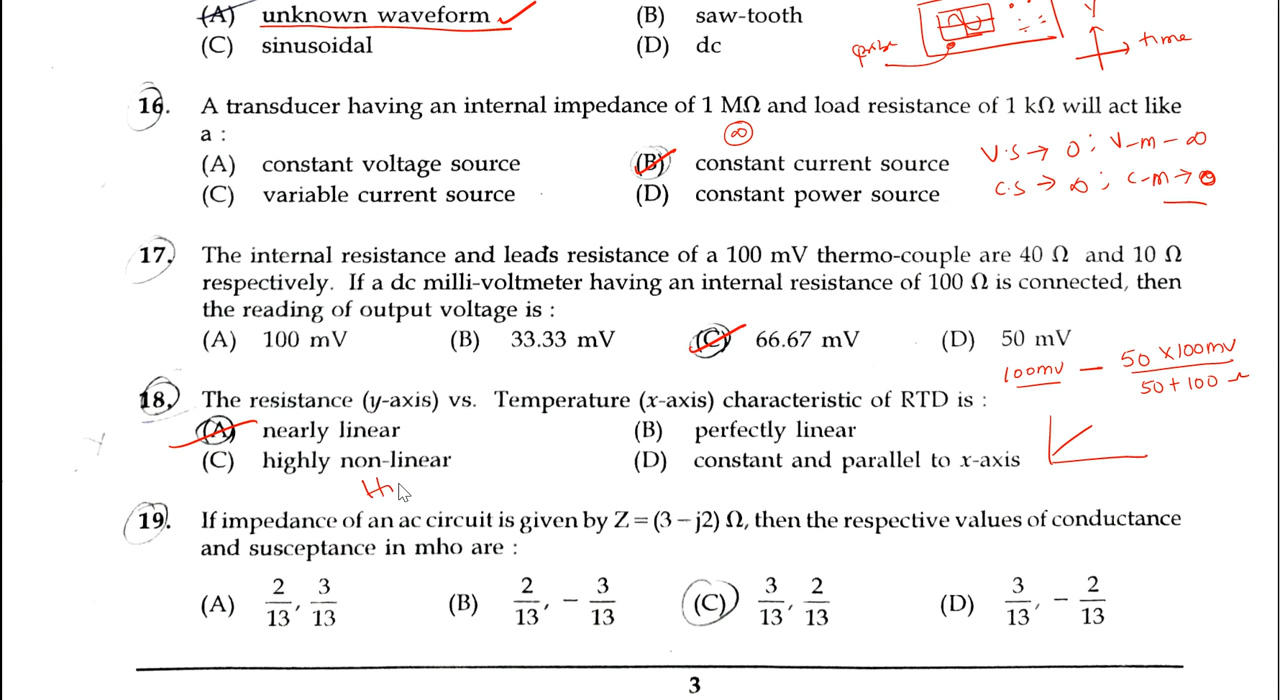 (A) unknown waveform (B) saw-tooth
(C) sinusoidal (D) dc
Y
time
16. A transducer having an internal impedance of 1 MΩ and load resistance of 1 kΩ will act like
a :
∞
(A) constant voltage source (B) constant current source
(C) variable current source (D) constant power source
V.S → 0 ; V-m - ∞
C.S → ∞ ; C-m → 0
17. The internal resistance and leads resistance of a 100 mV thermo-couple are 40 Ω and 10 Ω
respectively. If a dc milli-voltmeter having an internal resistance of 100 Ω is connected, then
the reading of output voltage is :
(A) 100 mV (B) 33.33 mV (C) 66.67 mV (D) 50 mV
100mV - 50 × 100mV
50 + 100
18. The resistance (y-axis) vs. Temperature (x-axis) characteristic of RTD is :
(A) nearly linear (B) perfectly linear
(C) highly non-linear (D) constant and parallel to x-axis
Y
19. If impedance of an ac circuit is given by Z = (3 – j2) Ω, then the respective values of conductance
and susceptance in mho are :
(A) 2/13, 3/13 (B) 2/13, – 3/13 (C) 3/13, 2/13 (D) 3/13, – 2/13
3